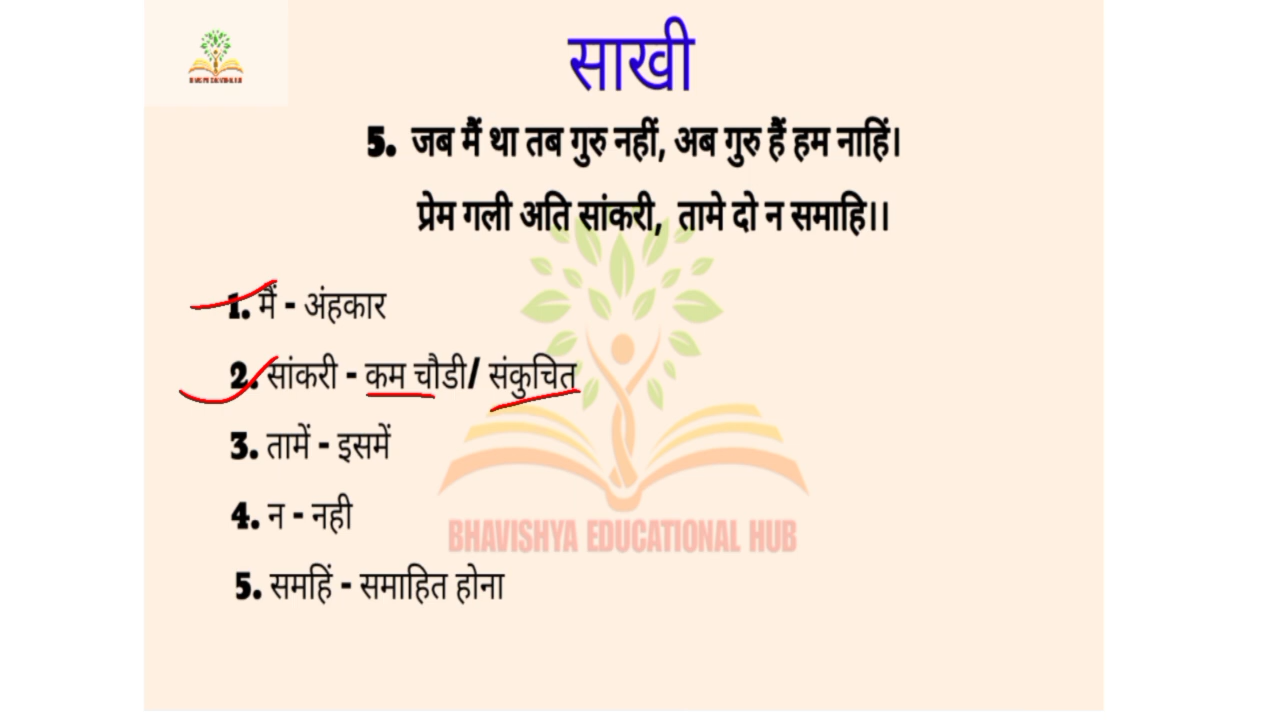 साखी
5. जब मैं था तब गुरु नहीं, अब गुरु हैं हम नाहिं।
प्रेम गली अति सांकरी, तामे दो न समाहि।।
1. मैं - अंहकार
2. सांकरी - कम चौडी/ संकुचित
3. तामें - इसमें
4. न - नही
5. समहिं - समाहित होना
BHAVISHYA EDUCATIONAL HUB